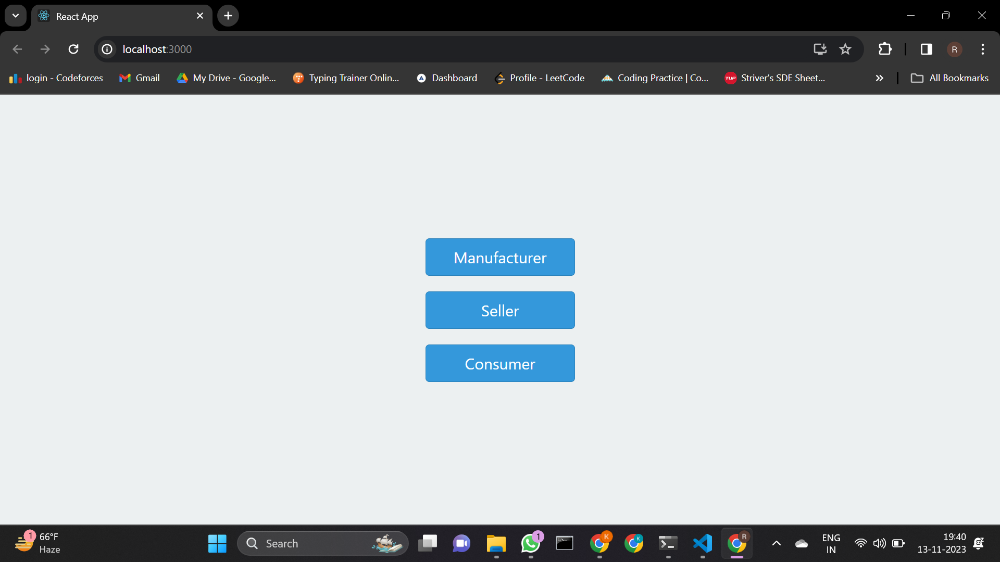 React App
localhost:3000
R
login - Codeforces
Gmail
My Drive - Google...
Typing Trainer Onlin...
Dashboard
Profile - LeetCode
Coding Practice | Co...
TUF
Striver's SDE Sheet...
All Bookmarks
Manufacturer
Seller
Consumer
1
66°F
Haze
Search
1
K
K
R
ENG
IN
19:40
13-11-2023